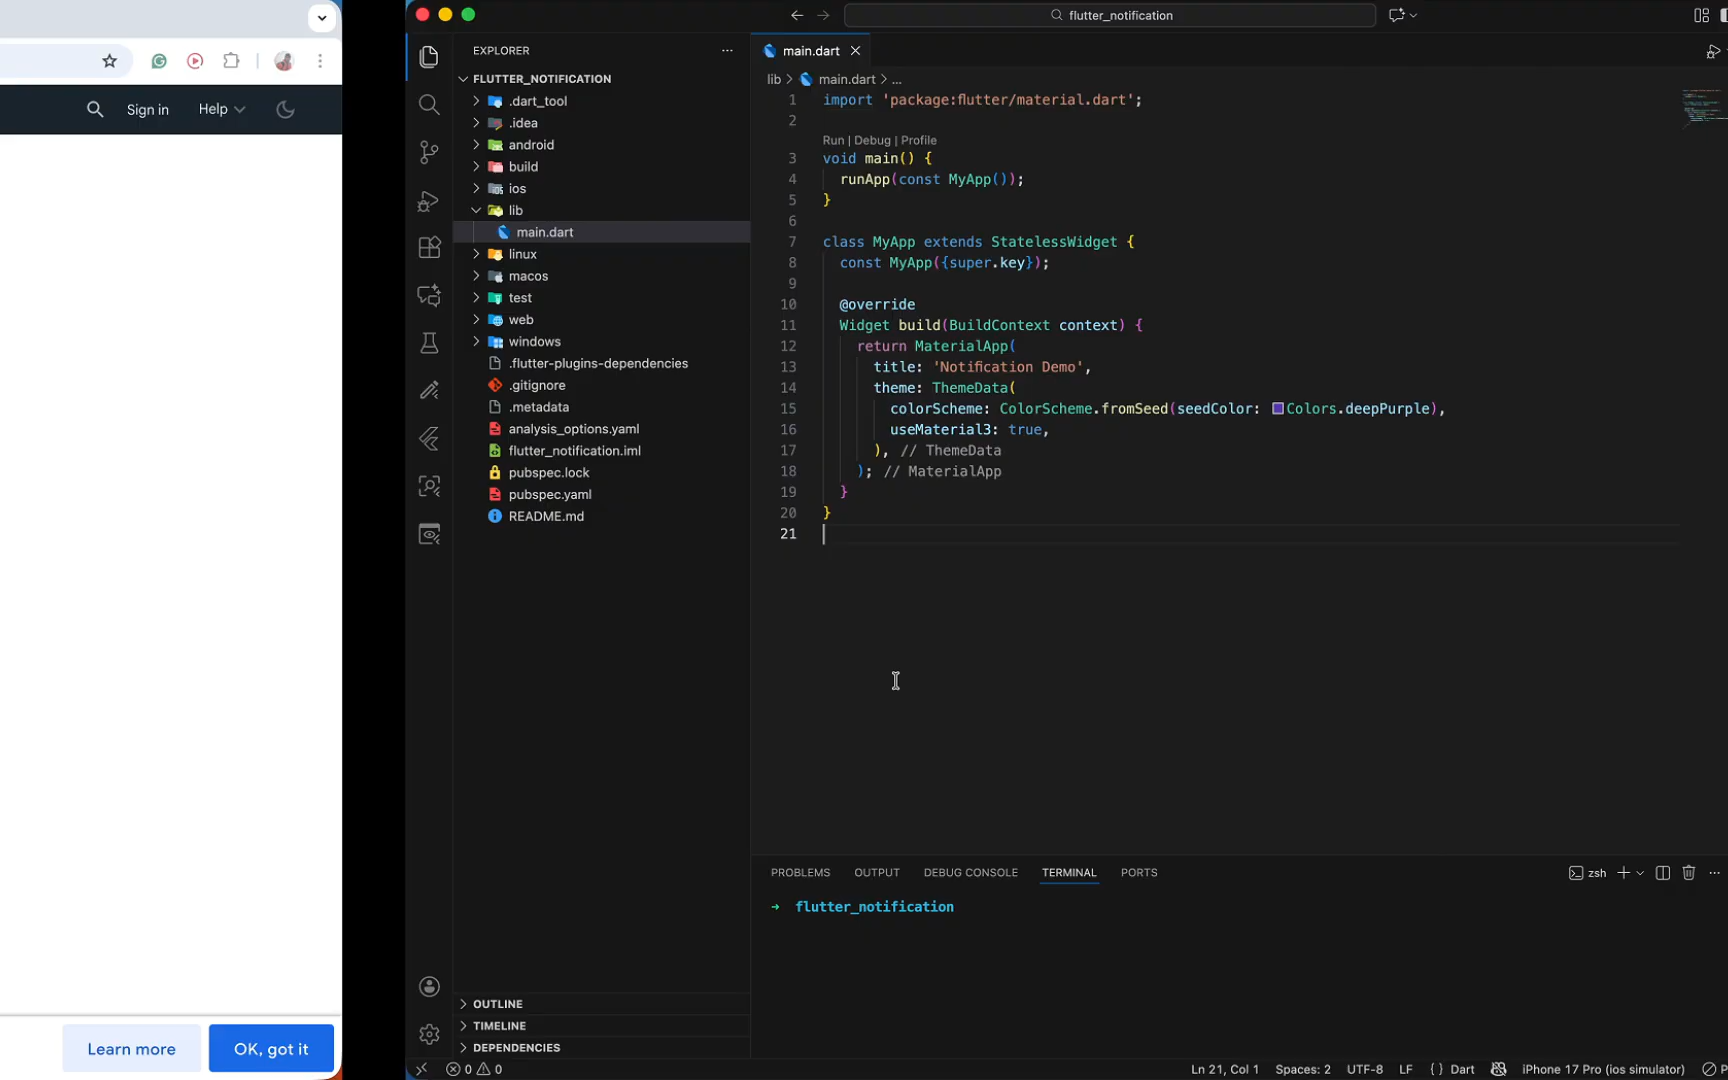 Sign in
Help
Learn more
OK, got it
flutter_notification
EXPLORER
FLUTTER_NOTIFICATION
.dart_tool
.idea
android
build
ios
lib
main.dart
linux
macos
test
web
windows
.flutter-plugins-dependencies
.gitignore
.metadata
analysis_options.yaml
flutter_notification.iml
pubspec.lock
pubspec.yaml
README.md
OUTLINE
TIMELINE
DEPENDENCIES
main.dart
lib > main.dart > ...
1 import 'package:flutter/material.dart';
2
Run | Debug | Profile
3 void main() {
4 runApp(const MyApp());
5 }
6
7 class MyApp extends StatelessWidget {
8 const MyApp({super.key});
9
10 @override
11 Widget build(BuildContext context) {
12 return MaterialApp(
13 title: 'Notification Demo',
14 theme: ThemeData(
15 colorScheme: ColorScheme.fromSeed(seedColor: Colors.deepPurple),
16 useMaterial3: true,
17 ), // ThemeData
18 ); // MaterialApp
19 }
20 }
21
PROBLEMS OUTPUT DEBUG CONSOLE TERMINAL PORTS
zsh
→ flutter_notification
0 0
Ln 21, Col 1 Spaces: 2 UTF-8 LF { } Dart iPhone 17 Pro (ios simulator)